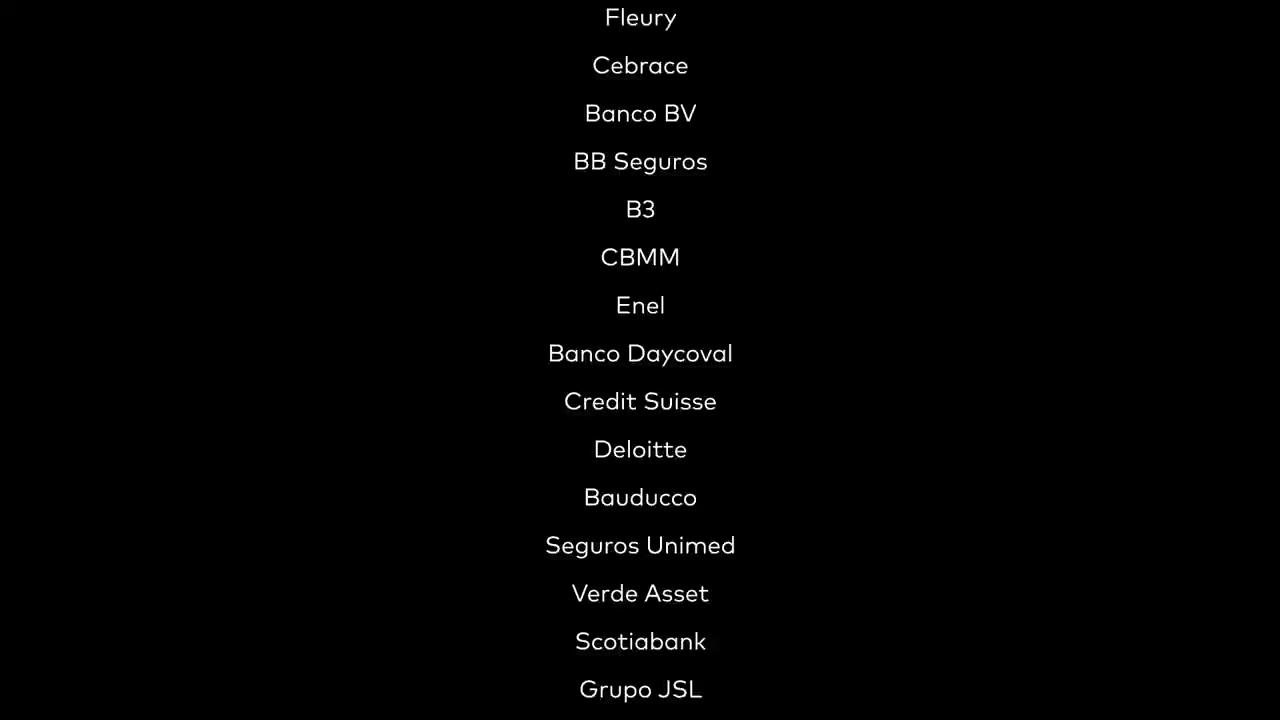 Fleury
Cebrace
Banco BV
BB Seguros
B3
CBMM
Enel
Banco Daycoval
Credit Suisse
Deloitte
Bauducco
Seguros Unimed
Verde Asset
Scotiabank
Grupo JSL